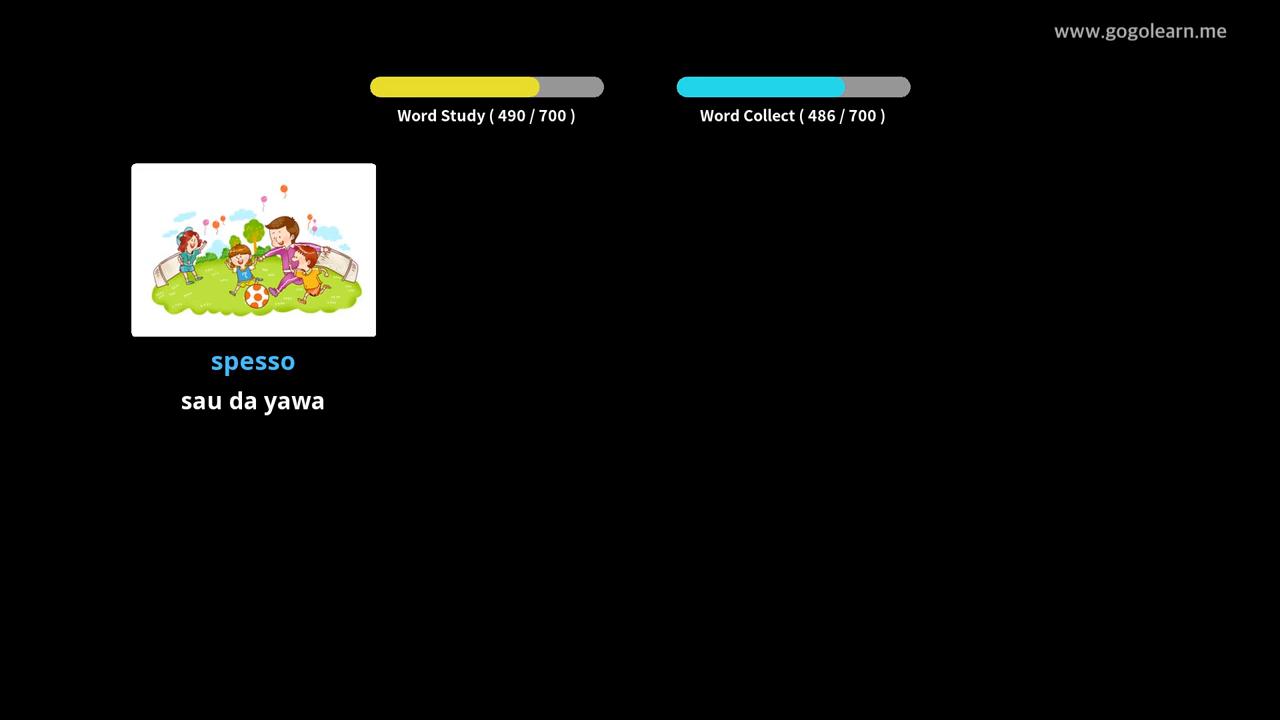 www.gogolearn.me
Word Study ( 490 / 700 )
Word Collect ( 486 / 700 )
spesso
sau da yawa